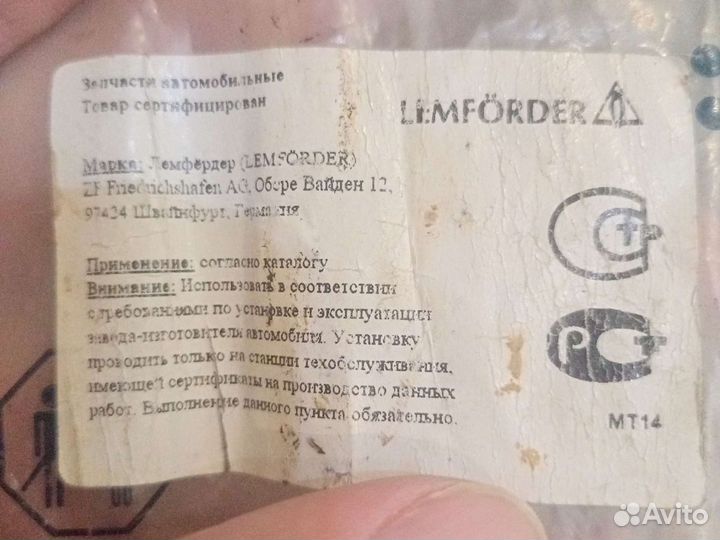 Запчасти автомобильные
Товар сертифицирован
LEMFÖRDER
Марка: Лемфёрдер (LEMFÖRDER)
ZF Friedrichshafen AG, Обере Вайден 12,
97424 Швайнфурт, Германия
Применение: согласно каталогу
Внимание: Использовать в соответствии
с требованиями по установке и эксплуатации
завода-изготовителя автомобиля. Установку
проводить только на станции техобслуживания,
имеющей сертификаты на производство данных
работ. Выполнение данного пункта обязательно.
МТ14
Avito